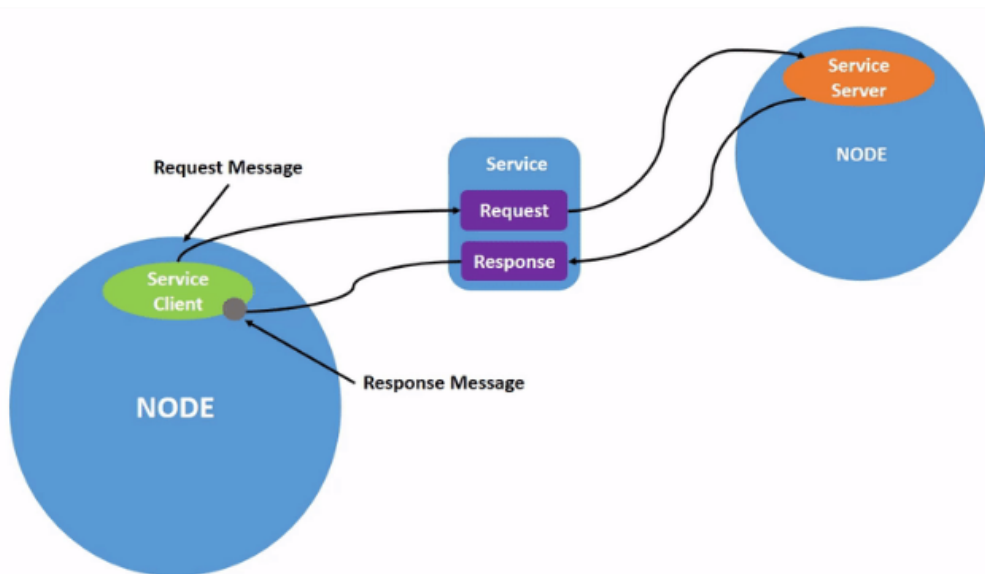 Service
Server
NODE
Service
Request Message
Request
Response
Service
Client
Response Message
NODE